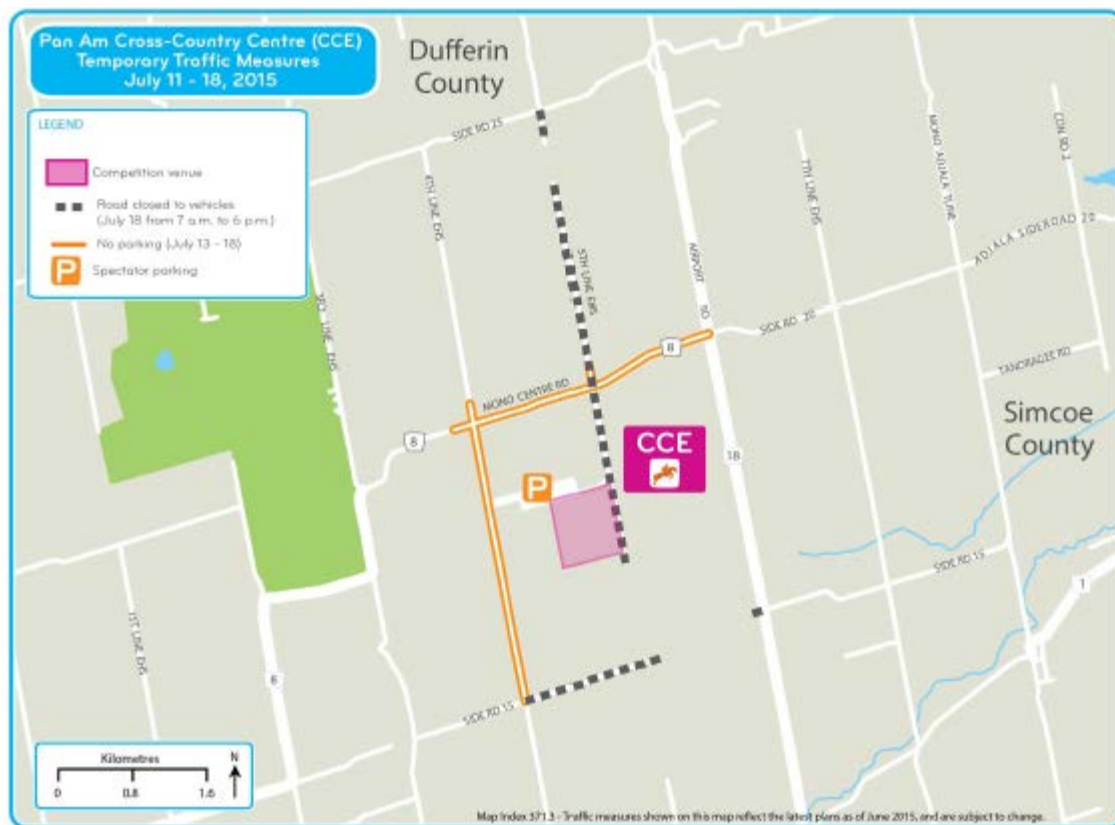 Pan Am Cross-Country Centre (CCE)
Temporary Traffic Measures
July 11 - 18, 2015
Dufferin
County
LEGEND
Competition venue
Road closed to vehicles
(July 18 from 7 a.m. to 6 p.m.)
No parking (July 13 - 18)
P
Spectator parking
SIDE RD 25
4TH LINE EHS
5TH LINE EHS
AIRPORT RD
7TH LINE EHS
MONO ADJALA TLINE
CON RD 2
ADJALA SIDEROAD 20
3RD LINE EHS
SIDE RD 20
8
MONO CENTRE RD
8
TANDRAGEE RD
Simcoe
County
CCE
18
P
SIDE RD 15
1
1ST LINE EHS
8
SIDE RD 15
Kilometres
0 0.8 1.6
N
Map Index 371.3 - Traffic measures shown on this map reflect the latest plans as of June 2015, and are subject to change.